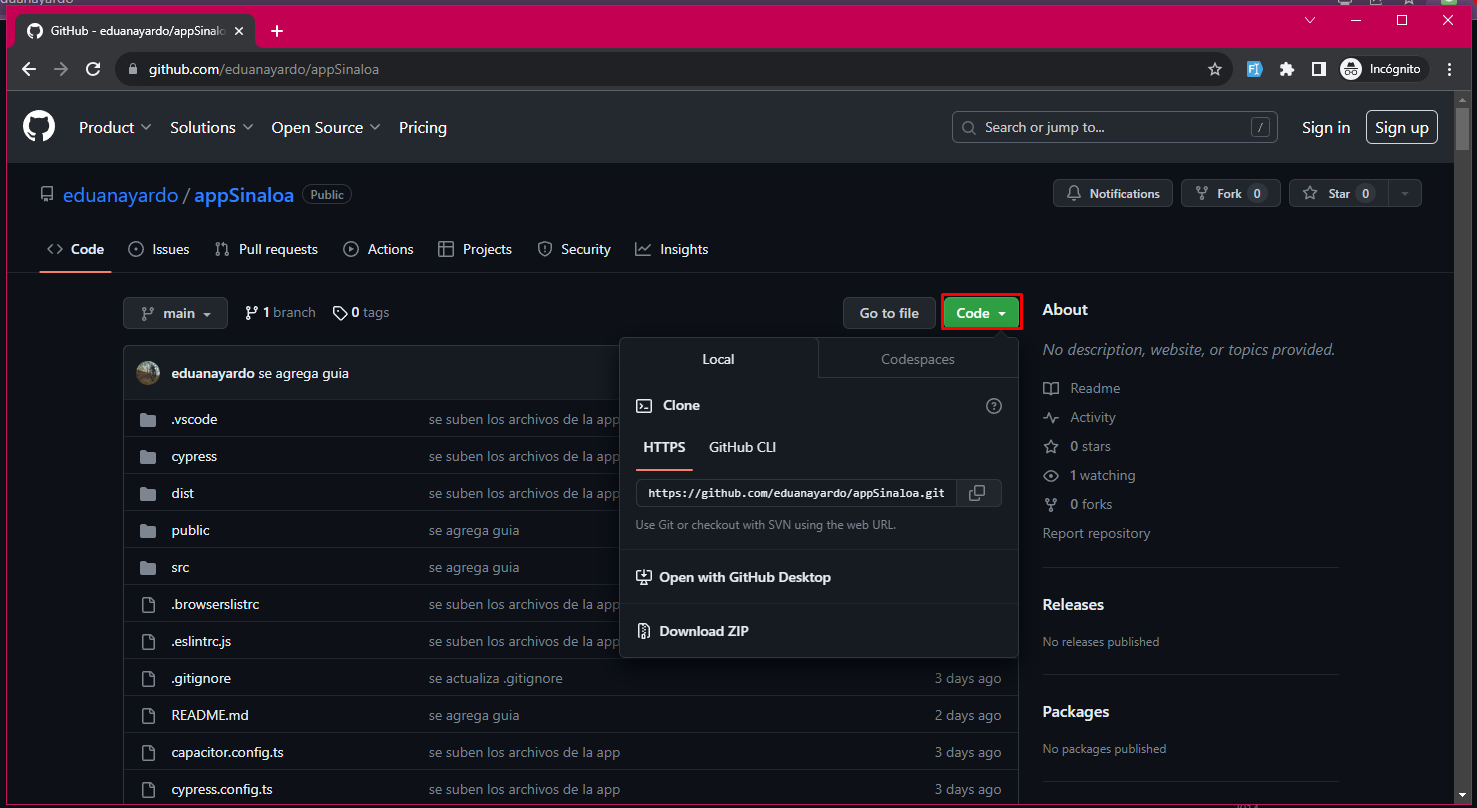 eduanayardo
GitHub - eduanayardo/appSinalo
github.com/eduanayardo/appSinaloa
Incógnito
Product
Solutions
Open Source
Pricing
Search or jump to...
/
Sign in
Sign up
eduanayardo / appSinaloa
Public
Notifications
Fork 0
Star 0
Code
Issues
Pull requests
Actions
Projects
Security
Insights
main
1 branch
0 tags
Go to file
Code
eduanayardo se agrega guia
.vscode se suben los archivos de la app
cypress se suben los archivos de la app
dist se suben los archivos de la app
public se agrega guia
src se agrega guia
.browserslistrc se suben los archivos de la app
.eslintrc.js se suben los archivos de la app
.gitignore se actualiza .gitignore 3 days ago
README.md se agrega guia 2 days ago
capacitor.config.ts se suben los archivos de la app 3 days ago
cypress.config.ts se suben los archivos de la app 3 days ago
Local
Codespaces
Clone
HTTPS
GitHub CLI
https://github.com/eduanayardo/appSinaloa.git
Use Git or checkout with SVN using the web URL.
Open with GitHub Desktop
Download ZIP
About
No description, website, or topics provided.
Readme
Activity
0 stars
1 watching
0 forks
Report repository
Releases
No releases published
Packages
No packages published